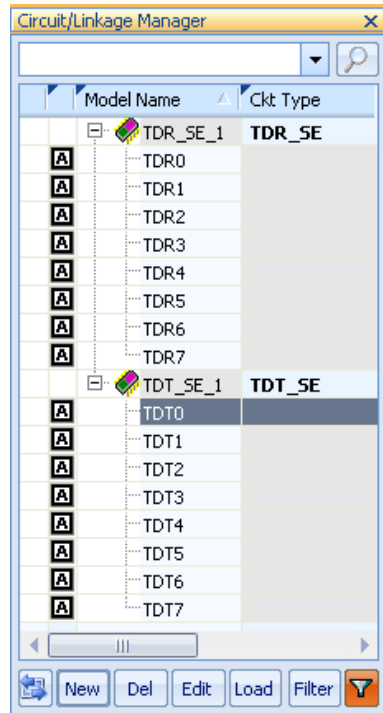 Circuit/Linkage Manager
Model Name Ckt Type
TDR_SE_1 TDR_SE
A TDR0
A TDR1
A TDR2
A TDR3
A TDR4
A TDR5
A TDR6
A TDR7
TDT_SE_1 TDT_SE
A TDT0
A TDT1
A TDT2
A TDT3
A TDT4
A TDT5
A TDT6
A TDT7
New Del Edit Load Filter